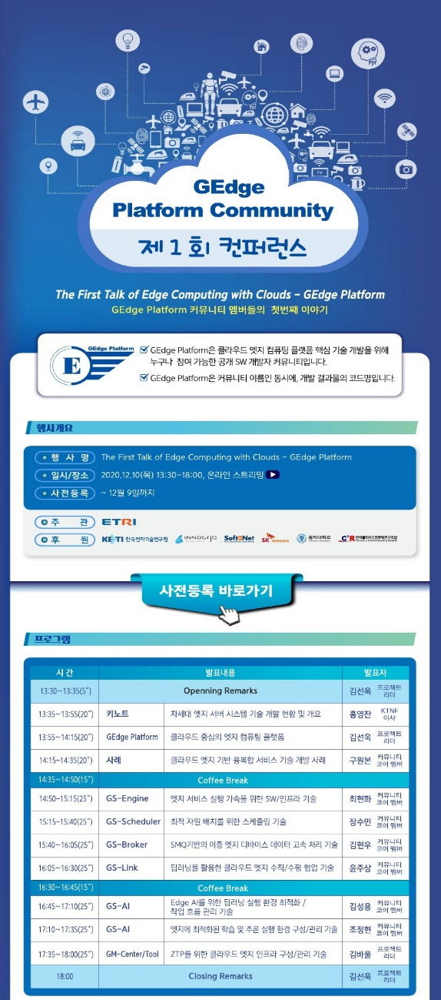 GEdge
Platform Community
제 1 회 컨퍼런스
The First Talk of Edge Computing with Clouds – GEdge Platform
GEdge Platform 커뮤니티 멤버들의 첫번째 이야기
GEdge Platform
E
GEdge Platform은 클라우드 엣지 컴퓨팅 플랫폼 핵심 기술 개발을 위해
누구나 참여 가능한 공개 SW 개발자 커뮤니티입니다.
GEdge Platform은 커뮤니티 이름인 동시에, 개발 결과물의 코드명입니다.
행사개요
행 사 명 The First Talk of Edge Computing with Clouds – GEdge Platform
일시/장소 2020.12.10(목) 13:30~18:00, 온라인 스트리밍
사전등록 ~ 12월 9일까지
주 관 ETRI
후 원 KETI 한국전자기술연구원 INNOGRID SoftonNet SK Telecom 동의대학교 C³R 한국클라우드컴퓨팅연구조합
사전등록 바로가기
프로그램
시 간 발표내용 발표자
13:30~13:35(5″) Openning Remarks 김선욱 프로젝트 리더
13:35~13:55(20″) 키노트 차세대 엣지 서버 시스템 기술 개발 현황 및 개요 홍영찬 KTNF 이사
13:55~14:15(20″) GEdge Platform 클라우드 중심의 엣지 컴퓨팅 플랫폼 김선욱 프로젝트 리더
14:15~14:35(20″) 사례 클라우드 엣지 기반 융복합 서비스 기술 개발 사례 구원본 커뮤니티 코어 멤버
14:35~14:50(15″) Coffee Break
14:50~15:15(25″) GS-Engine 엣지 서비스 실행 가속을 위한 SW/인프라 기술 최현화 커뮤니티 코어 멤버
15:15~15:40(25″) GS-Scheduler 최적 자원 배치를 위한 스케줄링 기술 장수민 커뮤니티 코어 멤버
15:40~16:05(25″) GS-Broker SMQ기반의 이종 엣지 디바이스 데이터 고속 처리 기술 김현우 커뮤니티 코어 멤버
16:05~16:30(25″) GS-Link 딥러닝을 활용한 클라우드 엣지 수직/수평 협업 기술 윤주상 커뮤니티 코어 멤버
16:30~16:45(15″) Coffee Break
16:45~17:10(25″) GS-AI Edge AI를 위한 딥러닝 실행 환경 최적화 / 작업 흐름 관리 기술 김성용 커뮤니티 코어 멤버
17:10~17:35(25″) GS-AI 엣지에 최적화된 학습 및 추론 실행 환경 구성/관리 기술 조정현 커뮤니티 코어 멤버
17:35~18:00(25″) GM-Center/Tool ZTP를 위한 클라우드 엣지 인프라 구성/관리 기술 김바울 프로젝트 리더
18:00 Closing Remarks 김선욱 프로젝트 리더